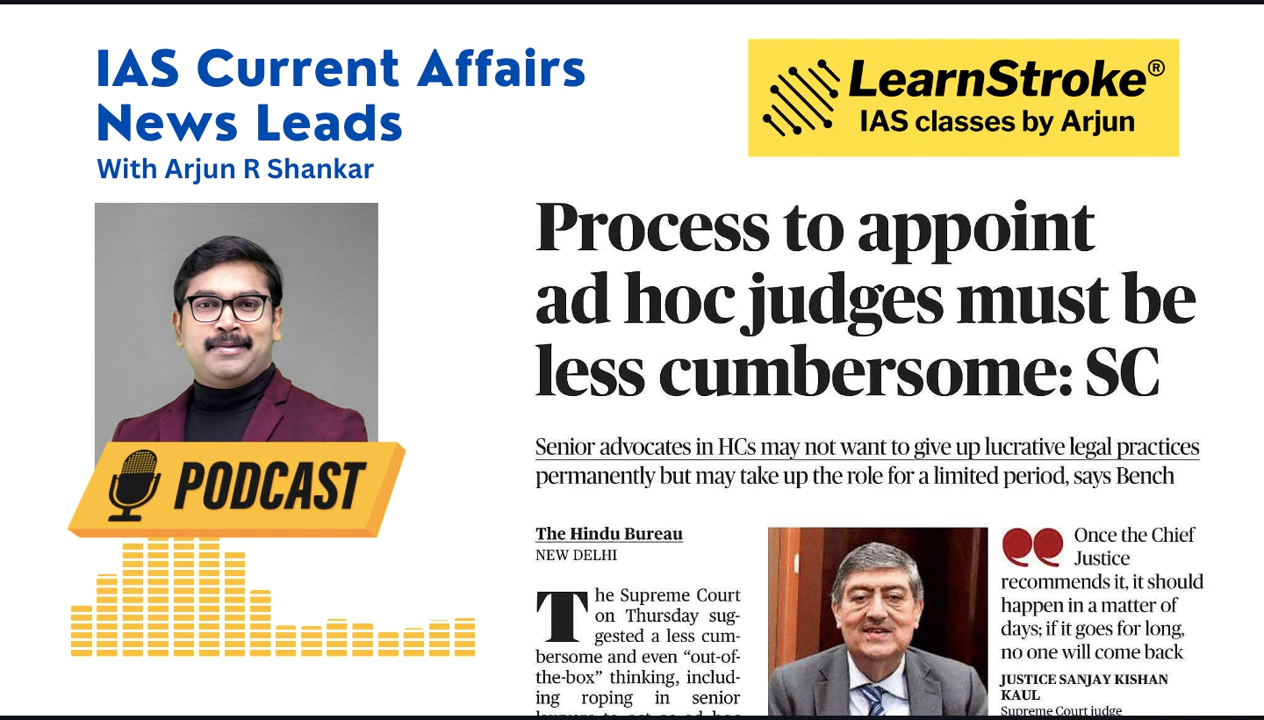 IAS Current Affairs
News Leads
With Arjun R Shankar
LearnStroke®
IAS classes by Arjun
PODCAST
Process to appoint
ad hoc judges must be
less cumbersome: SC
Senior advocates in HCs may not want to give up lucrative legal practices
permanently but may take up the role for a limited period, says Bench
The Hindu Bureau
NEW DELHI
The Supreme Court
on Thursday sug-
gested a less cum-
bersome and even “out-of-
the-box” thinking, includ-
ing roping in senior
Once the Chief
Justice
recommends it, it should
happen in a matter of
days; if it goes for long,
no one will come back
JUSTICE SANJAY KISHAN
KAUL
Supreme Court judge